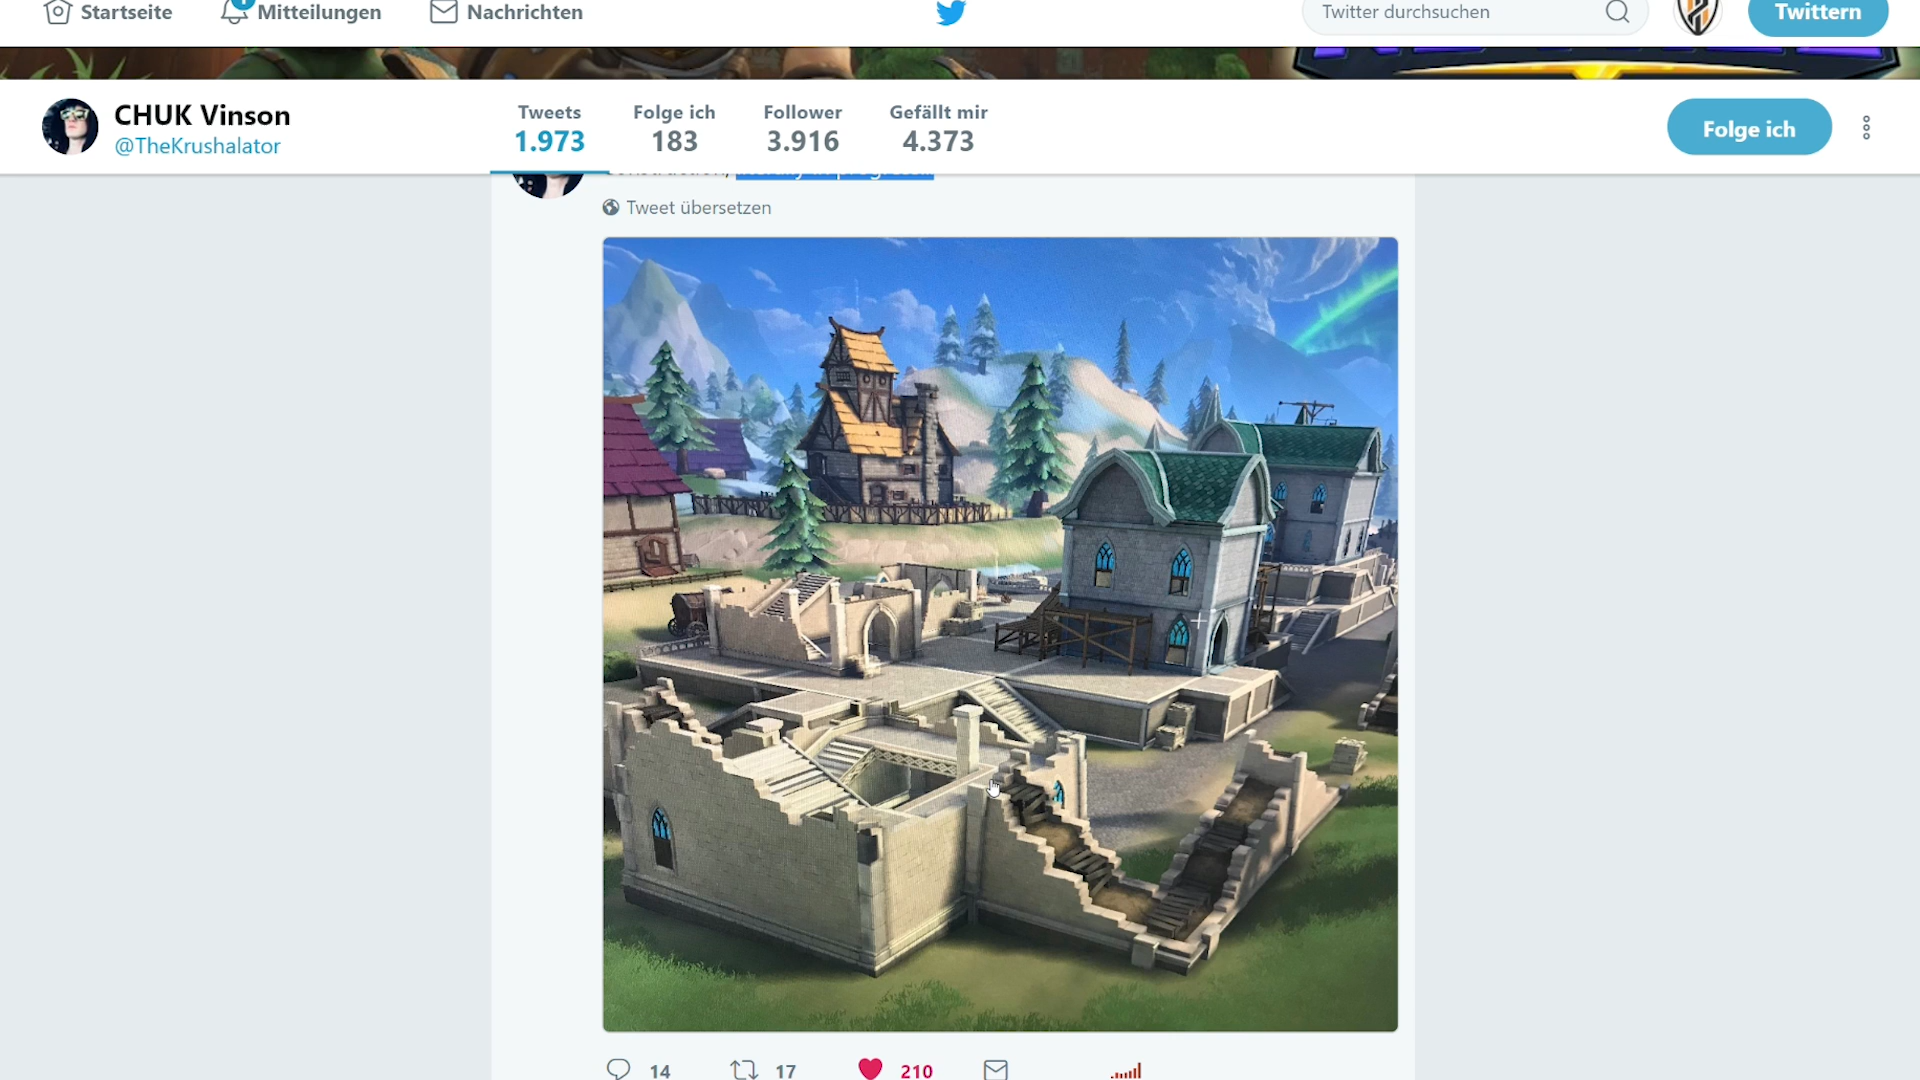 Startseite
Mitteilungen
Nachrichten
Twitter durchsuchen
Twittern
CHUK Vinson
@TheKrushalator
Tweets
1.973
Folge ich
183
Follower
3.916
Gefällt mir
4.373
Folge ich
Tweet übersetzen
14
17
210